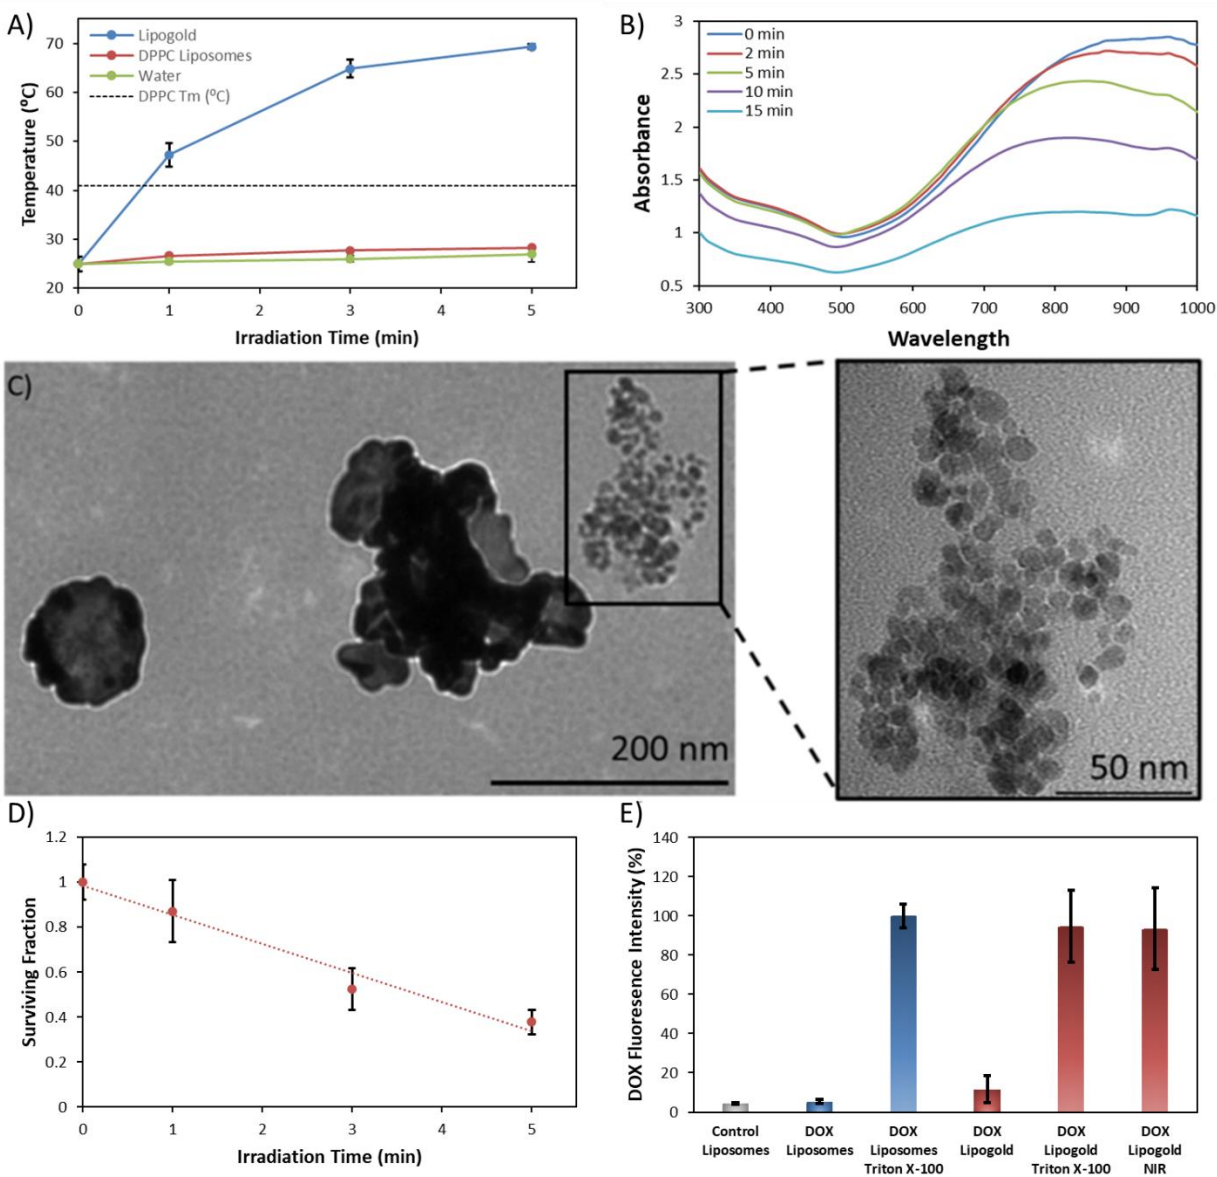 A)
Lipogold
DPPC Liposomes
Water
DPPC Tm (⁰C)
Temperature (⁰C)
70
60
50
40
30
20
0
1
2
3
4
5
Irradiation Time (min)
B)
0 min
2 min
5 min
10 min
15 min
Absorbance
3
2.5
2
1.5
1
0.5
300
400
500
600
700
800
900
1000
Wavelength
C)
200 nm
50 nm
D)
Surviving Fraction
1.2
1
0.8
0.6
0.4
0.2
0
0
1
2
3
4
5
Irradiation Time (min)
E)
DOX Fluoresence Intensity (%)
140
120
100
80
60
40
20
0
Control
Liposomes
DOX
Liposomes
DOX
Liposomes
Triton X-100
DOX
Lipogold
DOX
Lipogold
Triton X-100
DOX
Lipogold
NIR